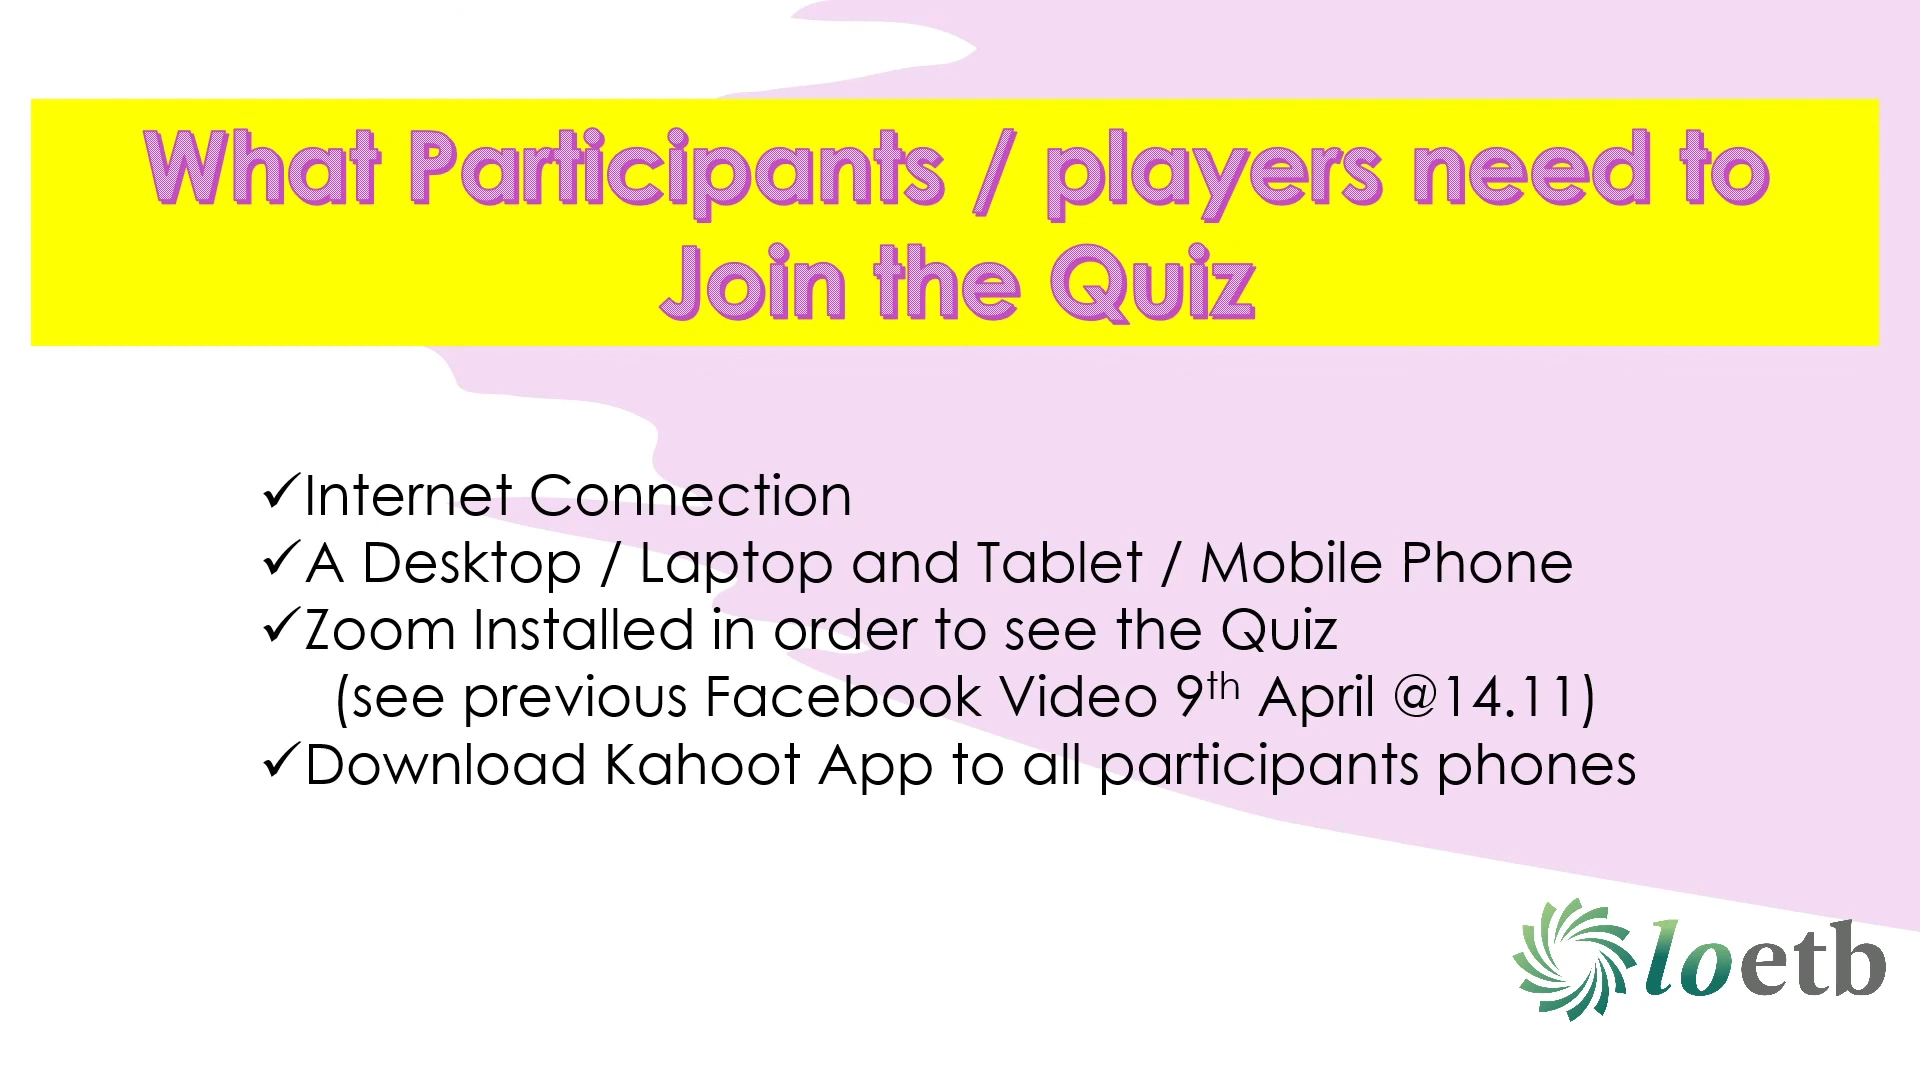 What Participants / players need to
Join the Quiz
✓Internet Connection
✓A Desktop / Laptop and Tablet / Mobile Phone
✓Zoom Installed in order to see the Quiz
(see previous Facebook Video 9th April @14.11)
✓Download Kahoot App to all participants phones
loetb